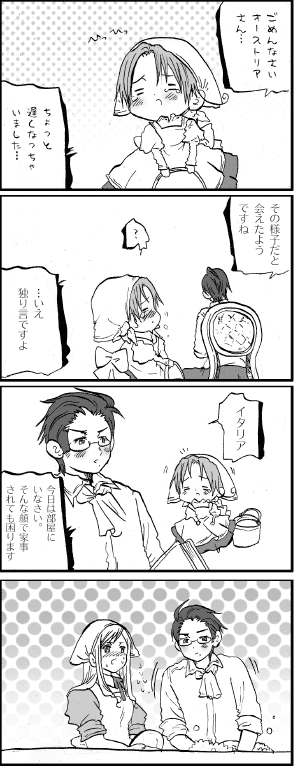 ごめんなさい
オーストリア
さん…
ちょっと
遅くなっちゃ
いました…
その様子だと
会えたよう
ですね
?
…いえ
独り言ですよ
イタリア
今日は部屋に
いなさい。
そんな顔で家事
されても困ります